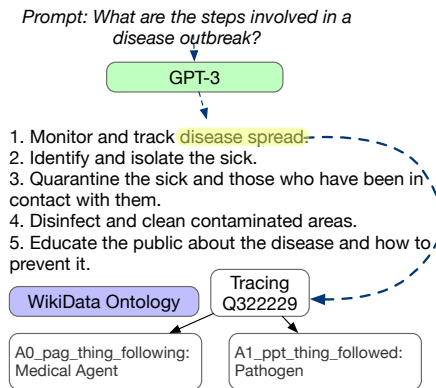 Prompt: What are the steps involved in a
disease outbreak?
GPT-3
1. Monitor and track disease spread.
2. Identify and isolate the sick.
3. Quarantine the sick and those who have been in
contact with them.
4. Disinfect and clean contaminated areas.
5. Educate the public about the disease and how to
prevent it.
WikiData Ontology
Tracing
Q322229
A0_pag_thing_following:
Medical Agent
A1_ppt_thing_followed:
Pathogen